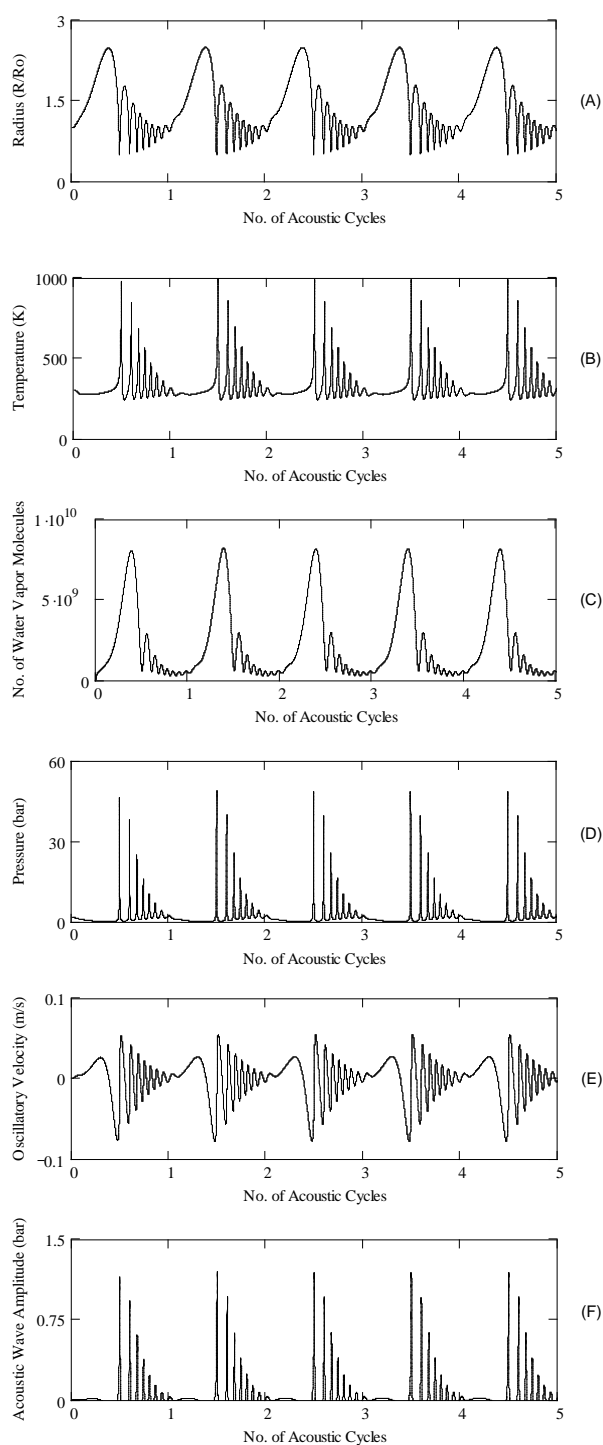 3
1.5
0
Radius (R/Ro)
0 1 2 3 4 5
No. of Acoustic Cycles
(A)
1000
500
0
Temperature (K)
0 1 2 3 4 5
No. of Acoustic Cycles
(B)
1·10^10
5·10^9
0
No. of Water Vapor Molecules
0 1 2 3 4 5
No. of Acoustic Cycles
(C)
60
30
0
Pressure (bar)
0 1 2 3 4 5
No. of Acoustic Cycles
(D)
0.1
0
−0.1
Oscillatory Velocity (m/s)
0 1 2 3 4 5
No. of Acoustic Cycles
(E)
1.5
0.75
0
Acoustic Wave Amplitude (bar)
0 1 2 3 4 5
No. of Acoustic Cycles
(F)